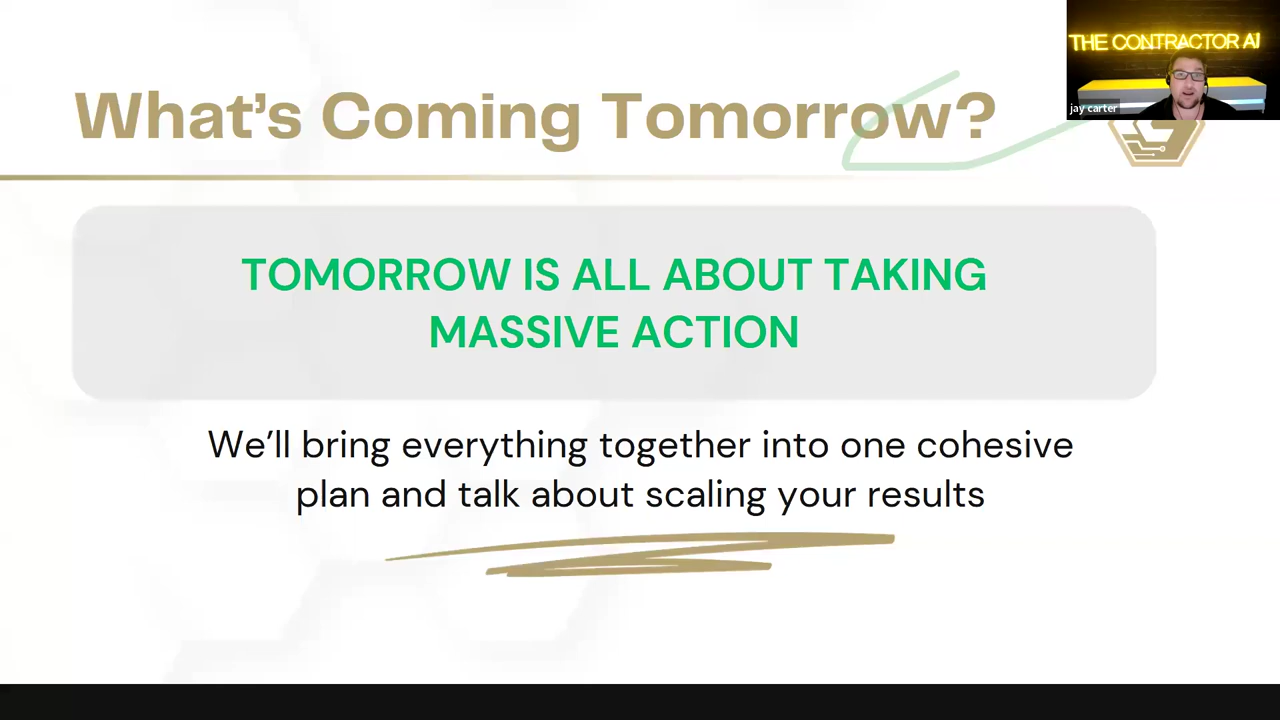 THE CONTRACTOR AI
jay carter
What's Coming Tomorrow?
TOMORROW IS ALL ABOUT TAKING
MASSIVE ACTION
We'll bring everything together into one cohesive
plan and talk about scaling your results